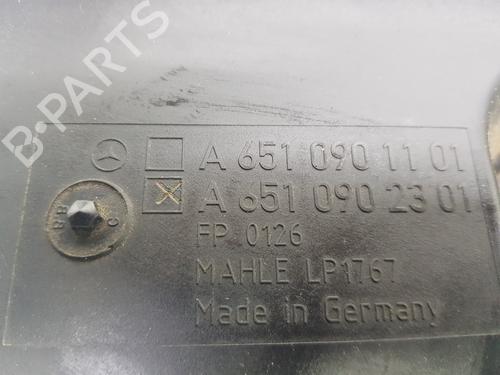 A 651 090 11 01
A 651 090 23 01
FP 0126
MAHLE LP1767
Made in Germany
B-PARTS